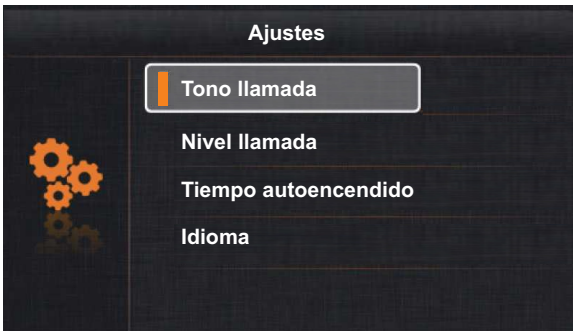 Ajustes
Tono llamada
Nivel llamada
Tiempo autoencendido
Idioma